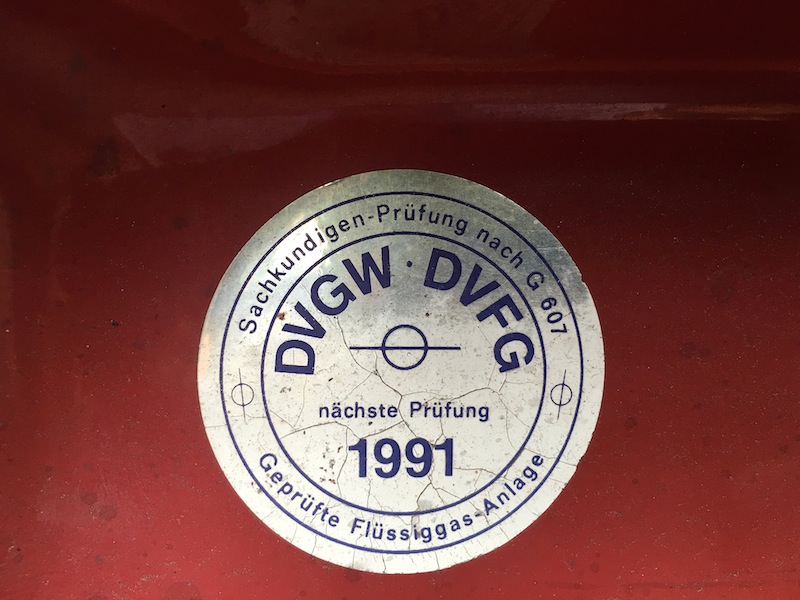 Sachkundigen-Prüfung nach G 607
DVGW · DVFG
nächste Prüfung
1991
Geprüfte Flüssiggas-Anlage